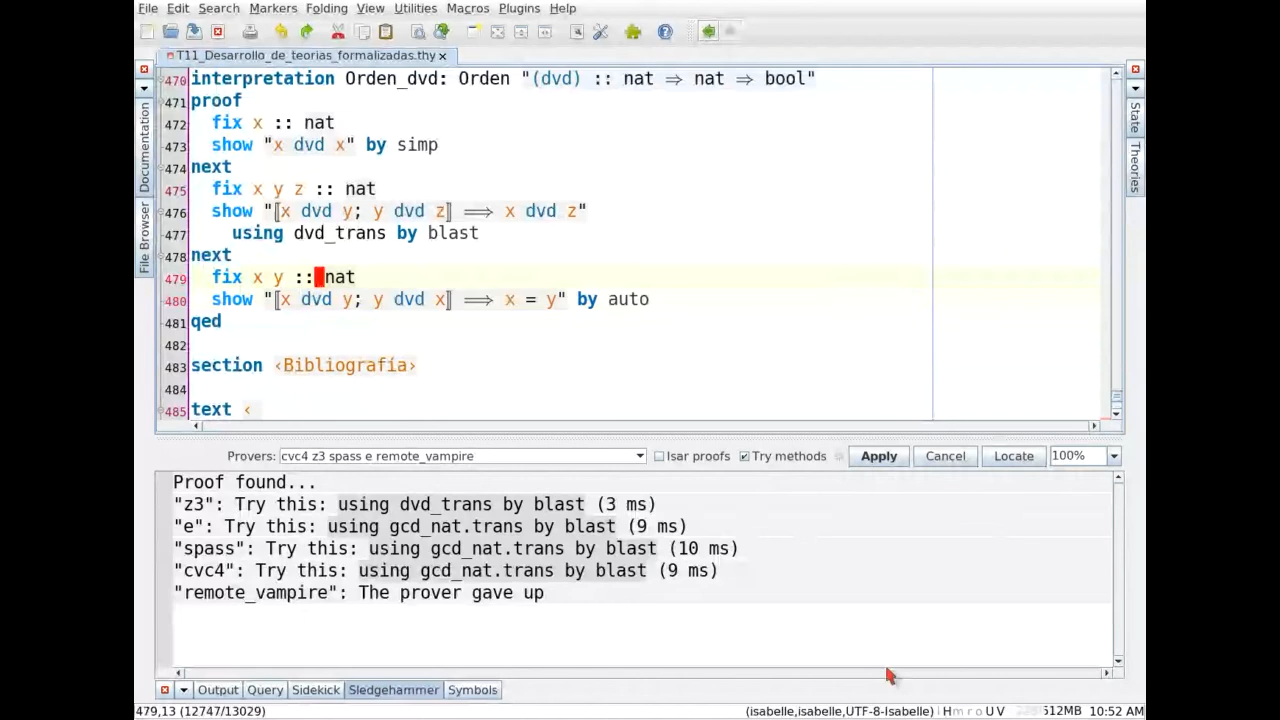 File Edit Search Markers Folding View Utilities Macros Plugins Help
T11_Desarrollo_de_teorias_formalizadas.thy
470 interpretation Orden_dvd: Orden "(dvd) :: nat ⇒ nat ⇒ bool"
471 proof
472 fix x :: nat
473 show "x dvd x" by simp
474 next
475 fix x y z :: nat
476 show "⟦x dvd y; y dvd z⟧ ⟹ x dvd z"
477 using dvd_trans by blast
478 next
479 fix x y :: nat
480 show "⟦x dvd y; y dvd x⟧ ⟹ x = y" by auto
481 qed
482
483 section ‹Bibliografía›
484
485 text ‹
Documentation
File Browser
State
Theories
Provers: cvc4 z3 spass e remote_vampire Isar proofs Try methods Apply Cancel Locate 100%
Proof found...
"z3": Try this: using dvd_trans by blast (3 ms)
"e": Try this: using gcd_nat.trans by blast (9 ms)
"spass": Try this: using gcd_nat.trans by blast (10 ms)
"cvc4": Try this: using gcd_nat.trans by blast (9 ms)
"remote_vampire": The prover gave up
Output Query Sidekick Sledgehammer Symbols
479,13 (12747/13029) (isabelle,isabelle,UTF-8-Isabelle) H m r o U V 512MB 10:52 AM